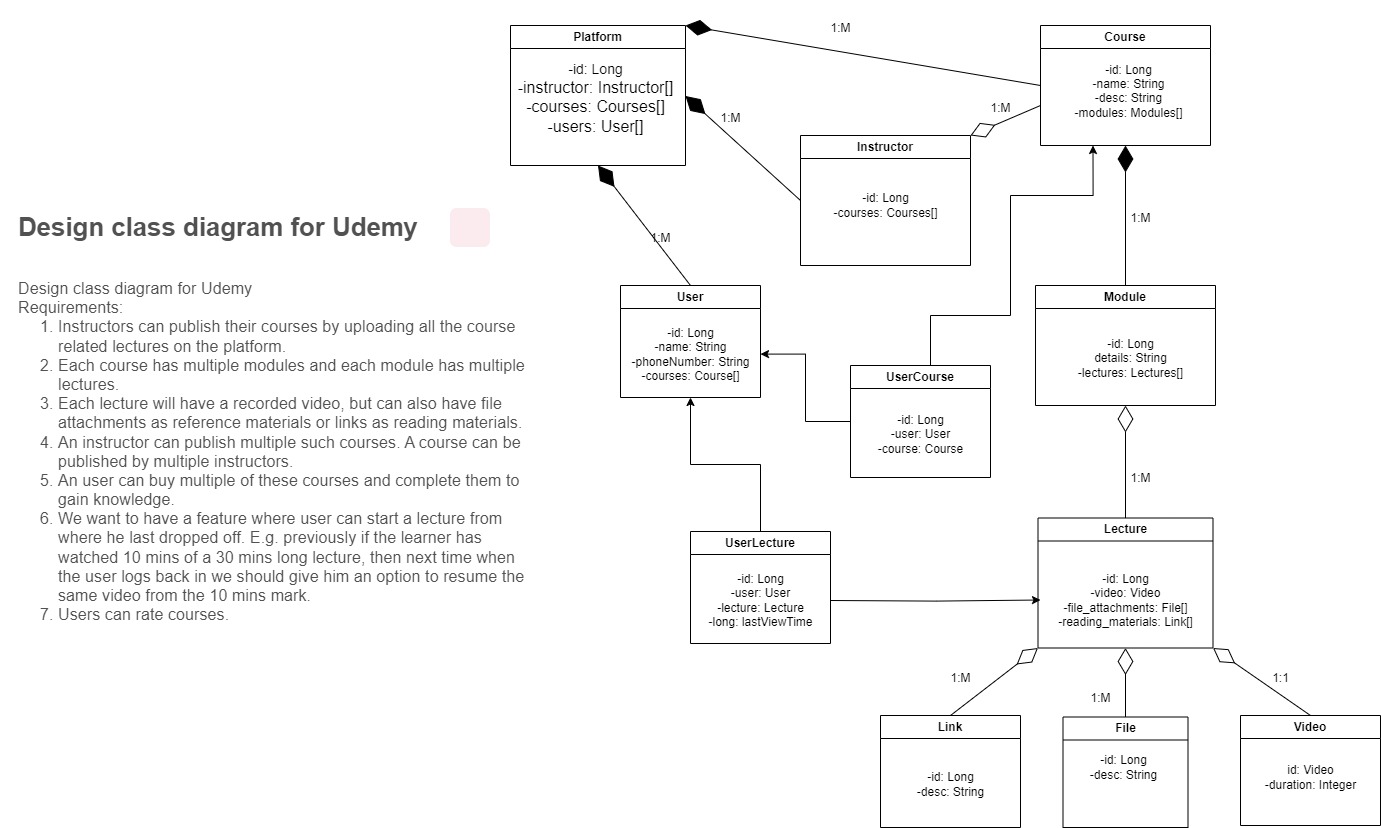 Design class diagram for Udemy
Design class diagram for Udemy
Requirements:
1. Instructors can publish their courses by uploading all the course
related lectures on the platform.
2. Each course has multiple modules and each module has multiple
lectures.
3. Each lecture will have a recorded video, but can also have file
attachments as reference materials or links as reading materials.
4. An instructor can publish multiple such courses. A course can be
published by multiple instructors.
5. An user can buy multiple of these courses and complete them to
gain knowledge.
6. We want to have a feature where user can start a lecture from
where he last dropped off. E.g. previously if the learner has
watched 10 mins of a 30 mins long lecture, then next time when
the user logs back in we should give him an option to resume the
same video from the 10 mins mark.
7. Users can rate courses.
Platform
-id: Long
-instructor: Instructor[]
-courses: Courses[]
-users: User[]
1:M
Course
-id: Long
-name: String
-desc: String
-modules: Modules[]
1:M
1:M
Instructor
-id: Long
-courses: Courses[]
1:M
1:M
User
-id: Long
-name: String
-phoneNumber: String
-courses: Course[]
UserCourse
-id: Long
-user: User
-course: Course
Module
-id: Long
details: String
-lectures: Lectures[]
1:M
UserLecture
-id: Long
-user: User
-lecture: Lecture
-long: lastViewTime
Lecture
-id: Long
-video: Video
-file_attachments: File[]
-reading_materials: Link[]
1:M
1:M
1:1
Link
-id: Long
-desc: String
File
-id: Long
-desc: String
Video
id: Video
-duration: Integer